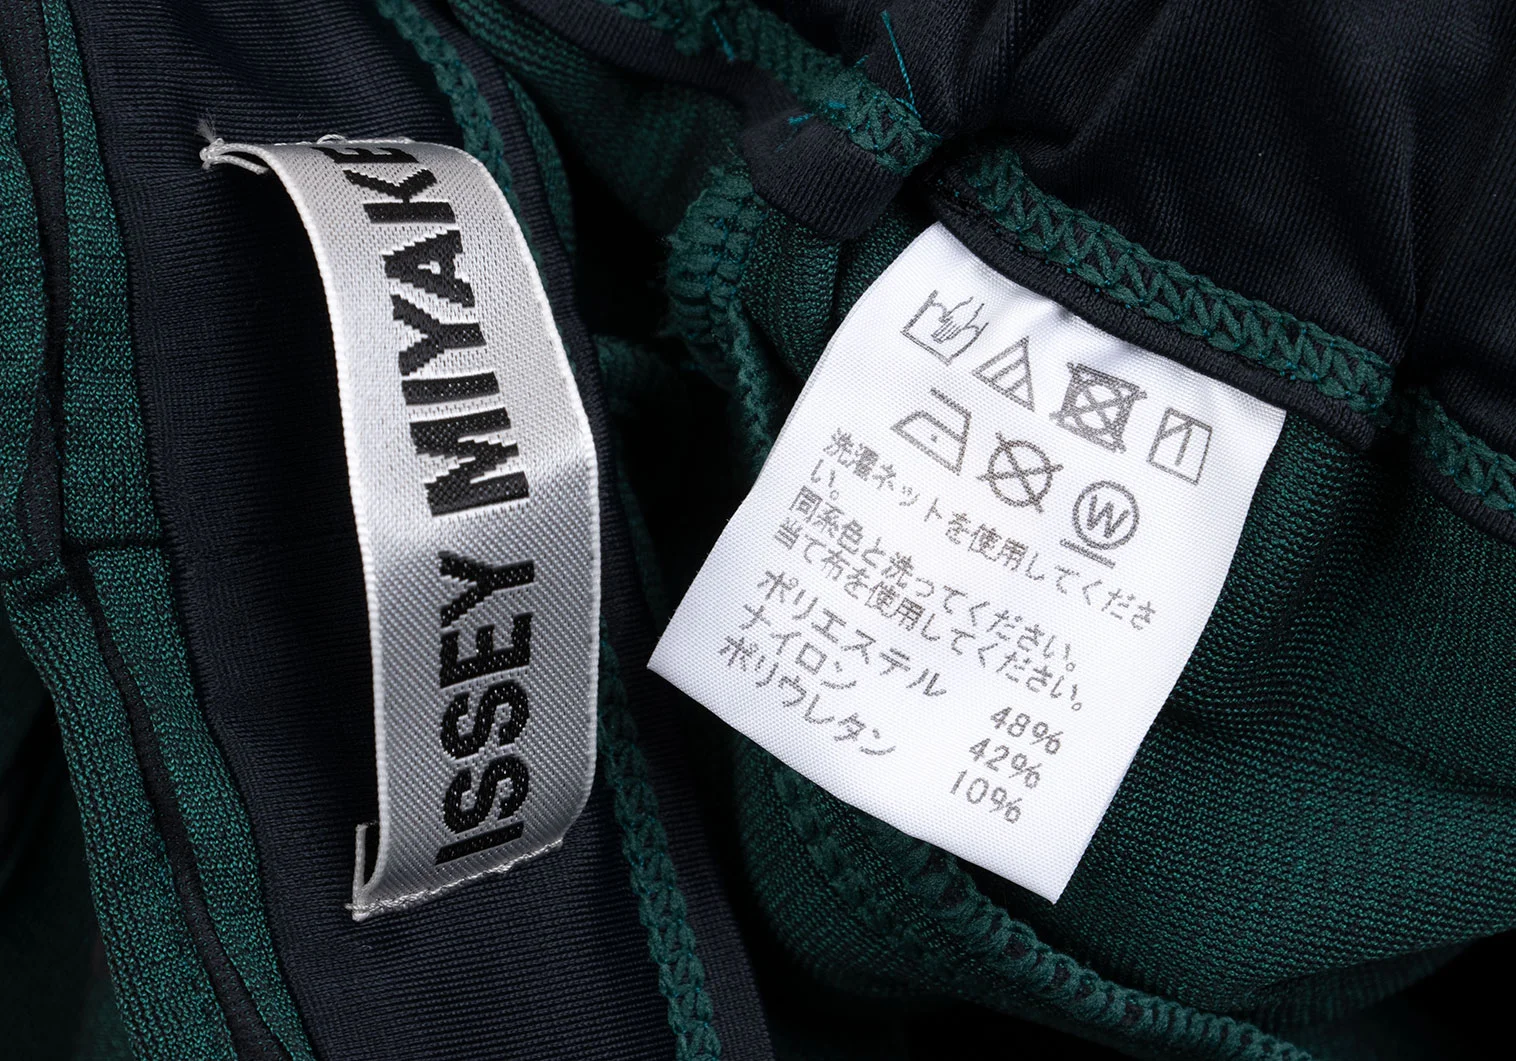 ISSEY MIYAKE
W
洗濯ネットを使用してくださ
い。
同系色と洗ってください。
当て布を使用してください。
ポリエステル 48%
ナイロン 42%
ポリウレタン 10%